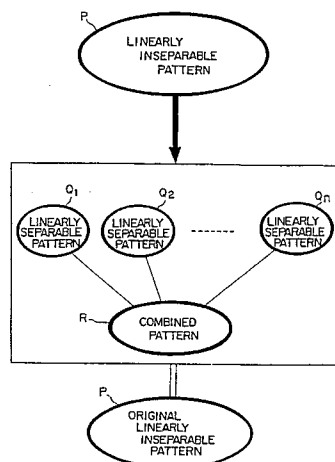 P
LINEARLY
INSEPARABLE
PATTERN
Q1 Q2 Qn
LINEARLY SEPARABLE PATTERN
LINEARLY SEPARABLE PATTERN
LINEARLY SEPARABLE PATTERN
R
COMBINED
PATTERN
P
ORIGINAL
LINEARLY
INSEPARABLE
PATTERN